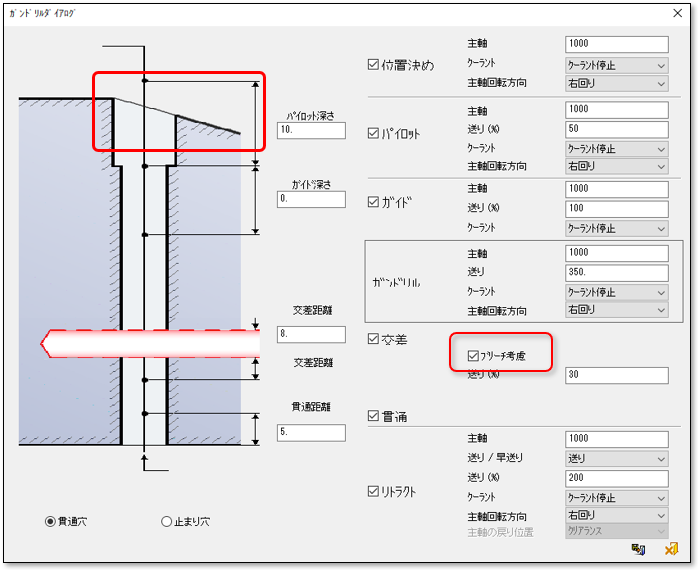 ｶﾞﾝﾄﾞﾘﾙﾀﾞｲｱﾛｸﾞ
ﾊﾟｲﾛｯﾄ深さ
10.
ｶﾞｲﾄﾞ深さ
0.
交差距離
8.
交差距離
貫通距離
5.
貫通穴
止まり穴
位置決め
主軸
1000
ｸｰﾗﾝﾄ
ｸｰﾗﾝﾄ停止
主軸回転方向
右回り
ﾊﾟｲﾛｯﾄ
主軸
1000
送り (%)
50
ｸｰﾗﾝﾄ
ｸｰﾗﾝﾄ停止
主軸回転方向
右回り
ｶﾞｲﾄﾞ
主軸
1000
送り (%)
100
ｸｰﾗﾝﾄ
ｸｰﾗﾝﾄ停止
ｶﾞﾝﾄﾞﾘﾙ
主軸
1000
送り
350.
ｸｰﾗﾝﾄ
ｸｰﾗﾝﾄ停止
主軸回転方向
右回り
交差
ﾌﾘｰﾁ考慮
送り (%)
30
貫通
リトラクト
主軸
1000
送り / 早送り
送り
送り (%)
200
ｸｰﾗﾝﾄ
ｸｰﾗﾝﾄ停止
主軸回転方向
右回り
主軸の戻り位置
ｸﾘｱﾗﾝｽ